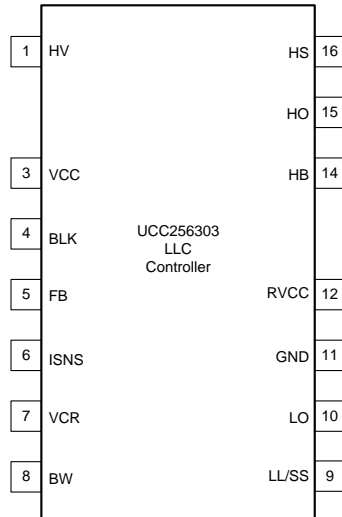 1 HV HS 16
HO 15
3 VCC HB 14
4 BLK
UCC256303
LLC
Controller
5 FB RVCC 12
6 ISNS GND 11
7 VCR LO 10
8 BW LL/SS 9